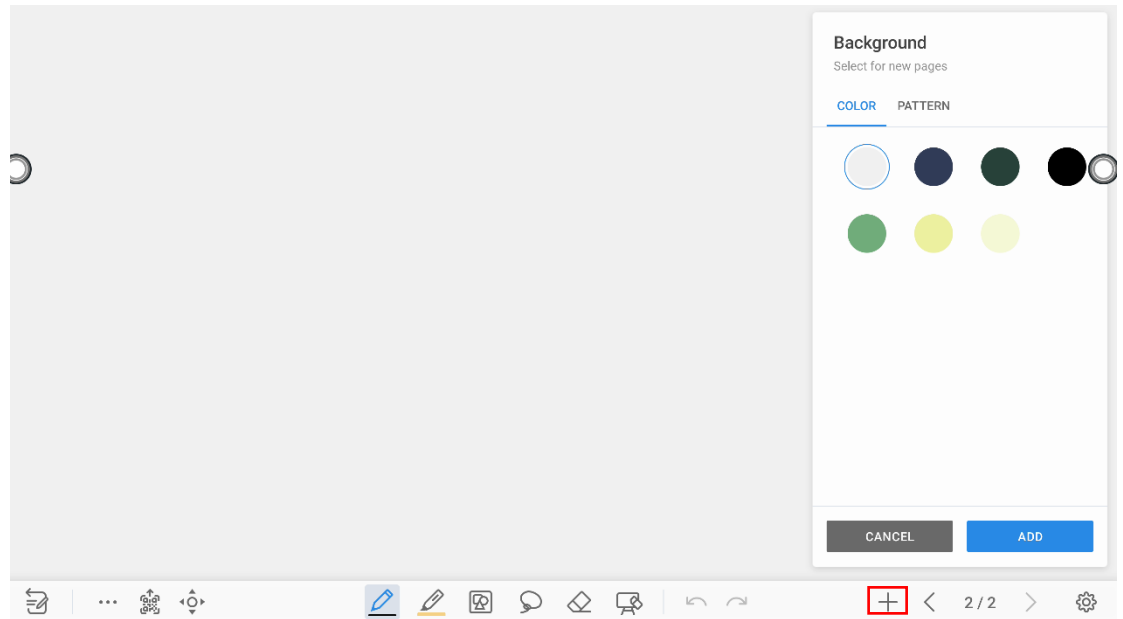 Background
Select for new pages
COLOR PATTERN
CANCEL ADD
2 / 2